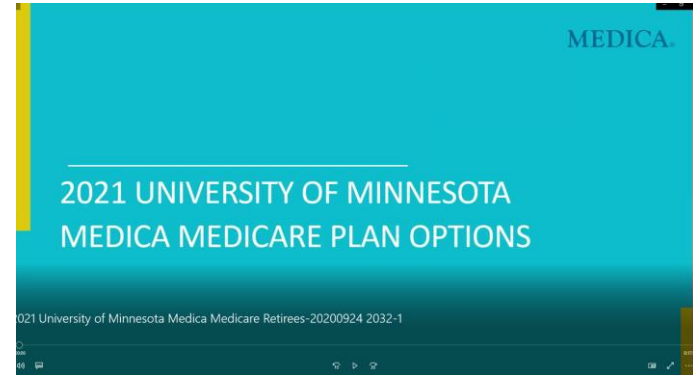 MEDICA®
2021 UNIVERSITY OF MINNESOTA
MEDICA MEDICARE PLAN OPTIONS
2021 University of Minnesota Medica Medicare Retirees-20200924 2032-1